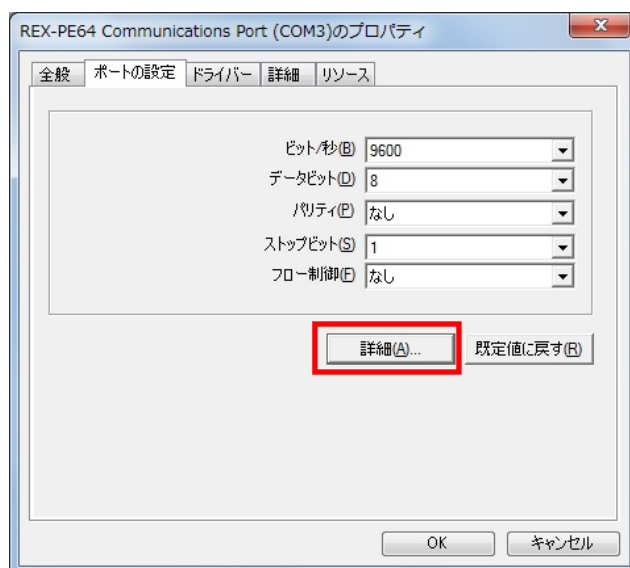 REX-PE64 Communications Port (COM3)のプロパティ
全般 ポートの設定 ドライバー 詳細 リソース
ビット/秒(B) 9600
データビット(D) 8
パリティ(P) なし
ストップビット(S) 1
フロー制御(F) なし
詳細(A)... 既定値に戻す(R)
OK キャンセル